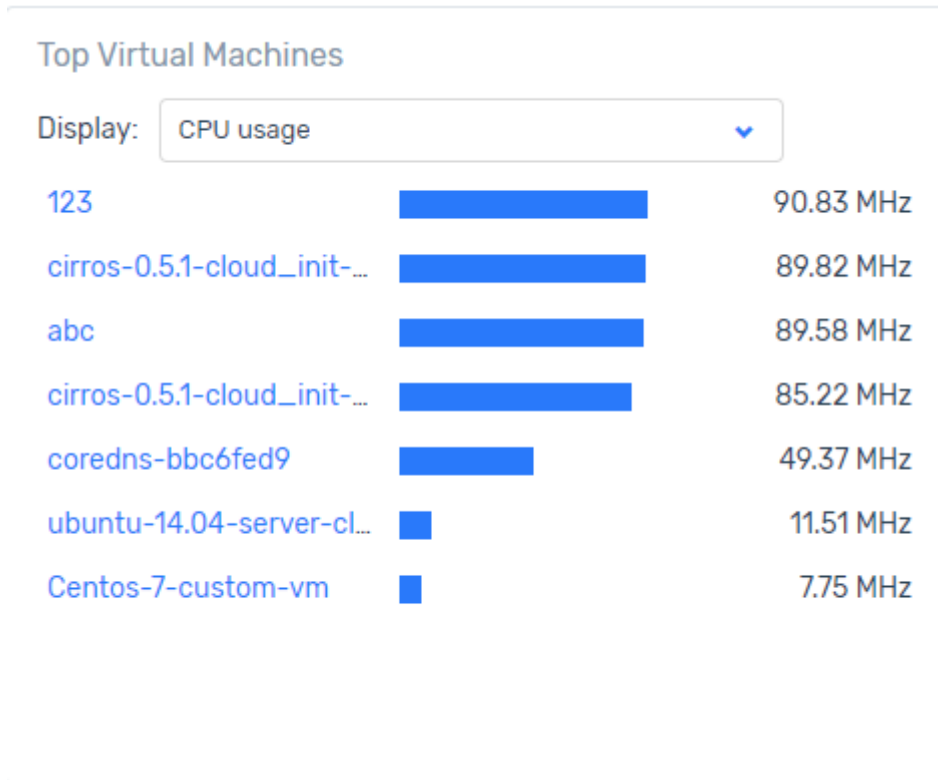 Top Virtual Machines
Display: CPU usage
123 90.83 MHz
cirros-0.5.1-cloud_init-... 89.82 MHz
abc 89.58 MHz
cirros-0.5.1-cloud_init-... 85.22 MHz
coredns-bbc6fed9 49.37 MHz
ubuntu-14.04-server-cl... 11.51 MHz
Centos-7-custom-vm 7.75 MHz